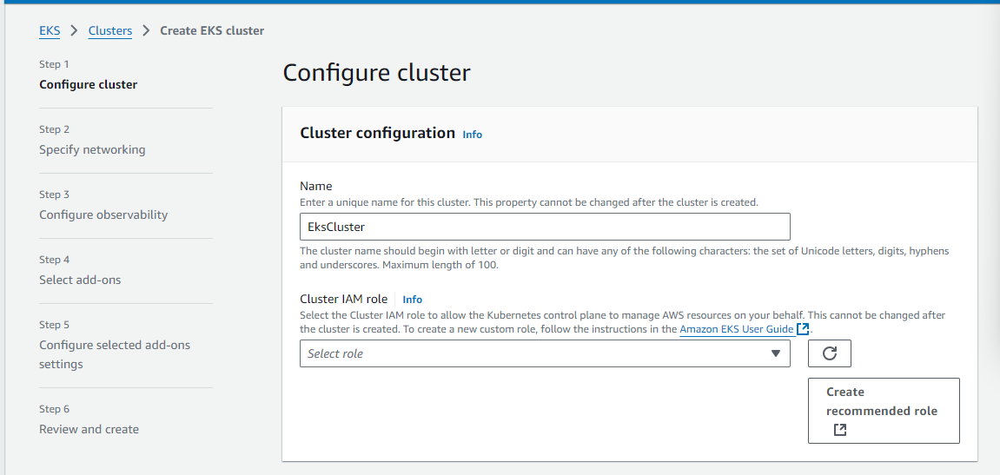 EKS > Clusters > Create EKS cluster
Step 1
Configure cluster
Step 2
Specify networking
Step 3
Configure observability
Step 4
Select add-ons
Step 5
Configure selected add-ons
settings
Step 6
Review and create
Configure cluster
Cluster configuration Info
Name
Enter a unique name for this cluster. This property cannot be changed after the cluster is created.
EksCluster
The cluster name should begin with letter or digit and can have any of the following characters: the set of Unicode letters, digits, hyphens
and underscores. Maximum length of 100.
Cluster IAM role Info
Select the Cluster IAM role to allow the Kubernetes control plane to manage AWS resources on your behalf. This cannot be changed after
the cluster is created. To create a new custom role, follow the instructions in the Amazon EKS User Guide.
Select role
Create
recommended role